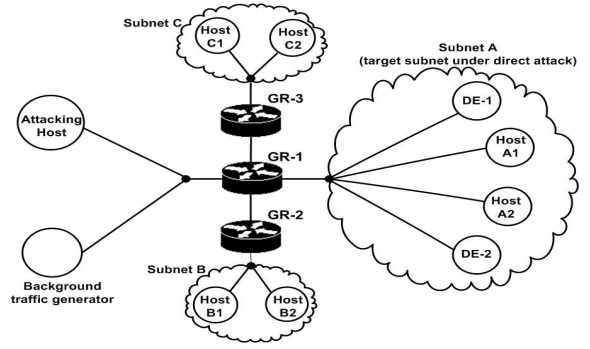 Subnet C
Host
C1
Host
C2
Subnet A
(target subnet under direct attack)
GR-3
DE-1
Attacking
Host
Host
A1
GR-1
Host
A2
GR-2
DE-2
Subnet B
Background
traffic generator
Host
B1
Host
B2